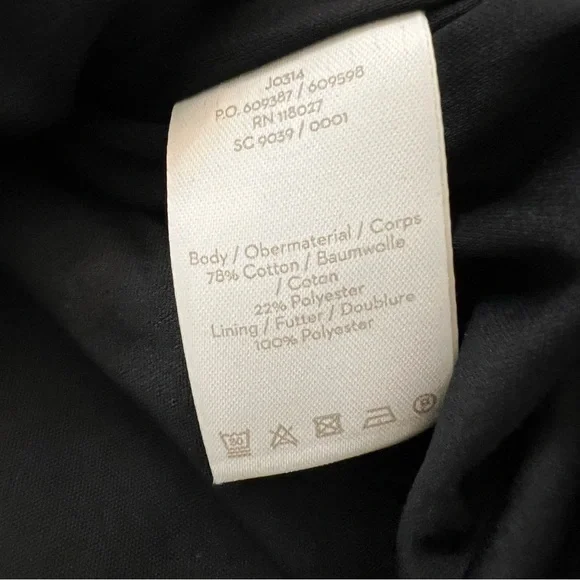 J0314
P.O. 609387 / 609598
RN 118027
SC 9039 / 0001
Body / Obermaterial / Corps
78% Cotton / Baumwolle
/ Coton
22% Polyester
Lining / Futter / Doublure
100% Polyester